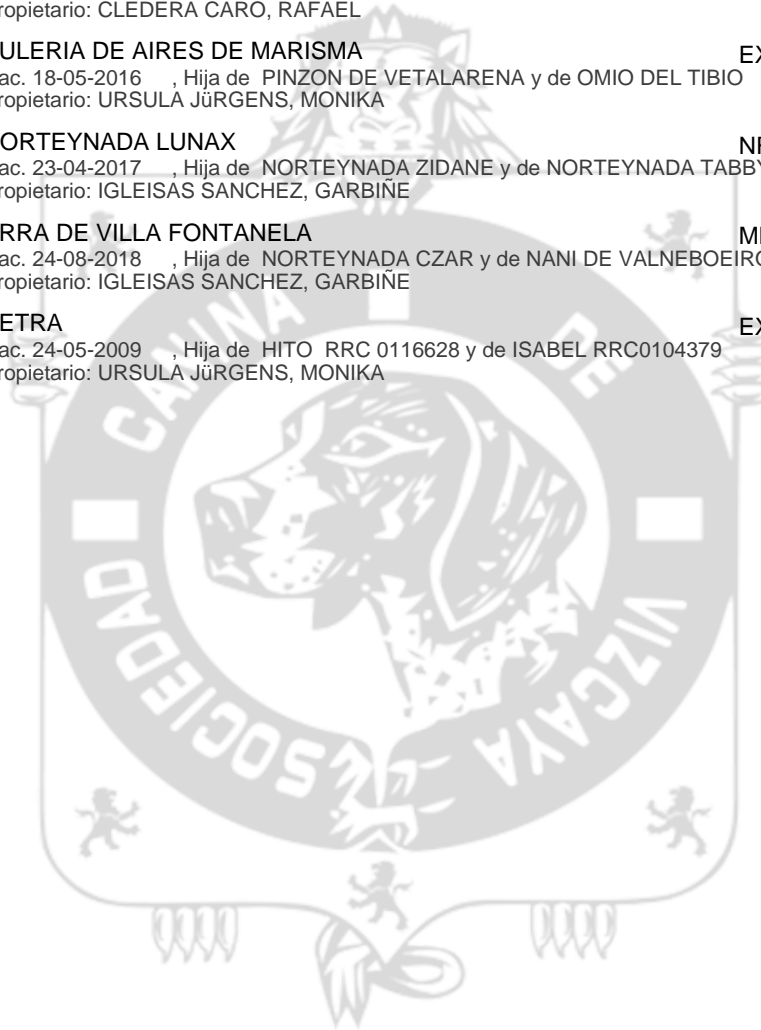 ropietario: CLEDERA CARO, RAFAEL
ULERIA DE AIRES DE MARISMA EX
ac. 18-05-2016 , Hija de PINZON DE VETALARENA y de OMIO DEL TIBIO
ropietario: URSULA JüRGENS, MONIKA
ORTEYNADA LUNAX NP
ac. 23-04-2017 , Hija de NORTEYNADA ZIDANE y de NORTEYNADA TABBY
ropietario: IGLEISAS SANCHEZ, GARBIÑE
RRA DE VILLA FONTANELA
ac. 24-08-2018 , Hija de NORTEYNADA CZAR y de NANI DE VALNEBOEIRO
ropietario: IGLEISAS SANCHEZ, GARBIÑE
ETRA EX
ac. 24-05-2009 , Hija de HITO RRC 0116628 y de ISABEL RRC0104379
ropietario: URSULA JüRGENS, MONIKA
SOCIEDAD CANINA DE VIZCAYA